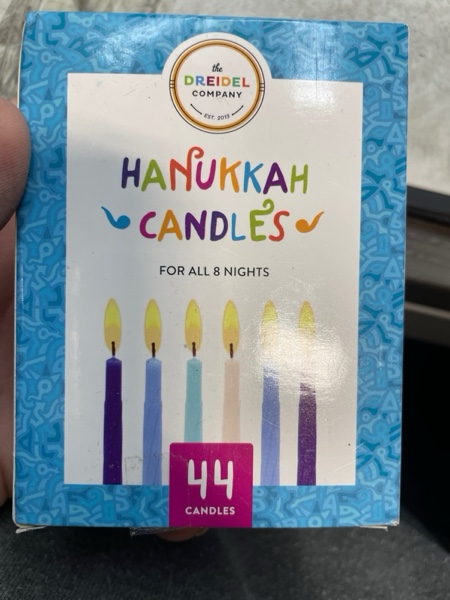 the
DREIDEL
COMPANY
EST. 2013
HANUKKAH
CANDLES
FOR ALL 8 NIGHTS
44
CANDLES